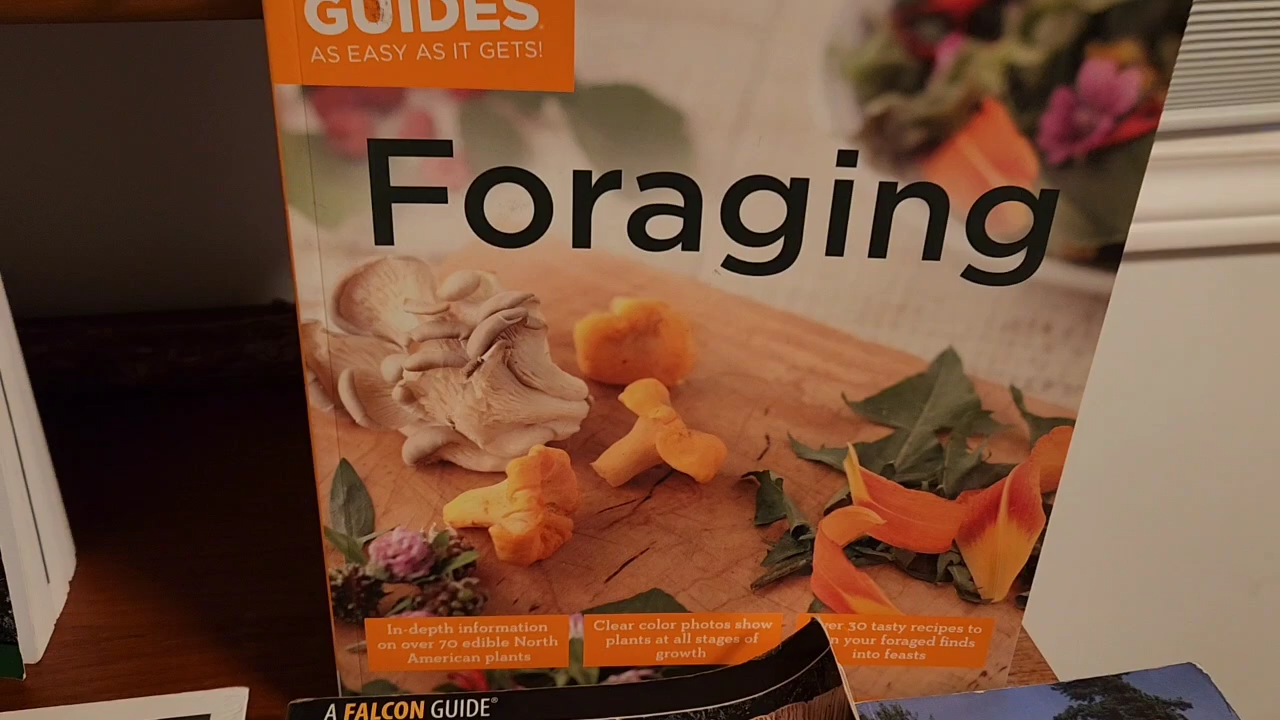 GUIDES®
AS EASY AS IT GETS!
Foraging
In-depth information
on over 70 edible North
American plants
Clear color photos show
plants at all stages of
growth
30 tasty recipes to
your foraged finds
into feasts
A FALCON GUIDE®